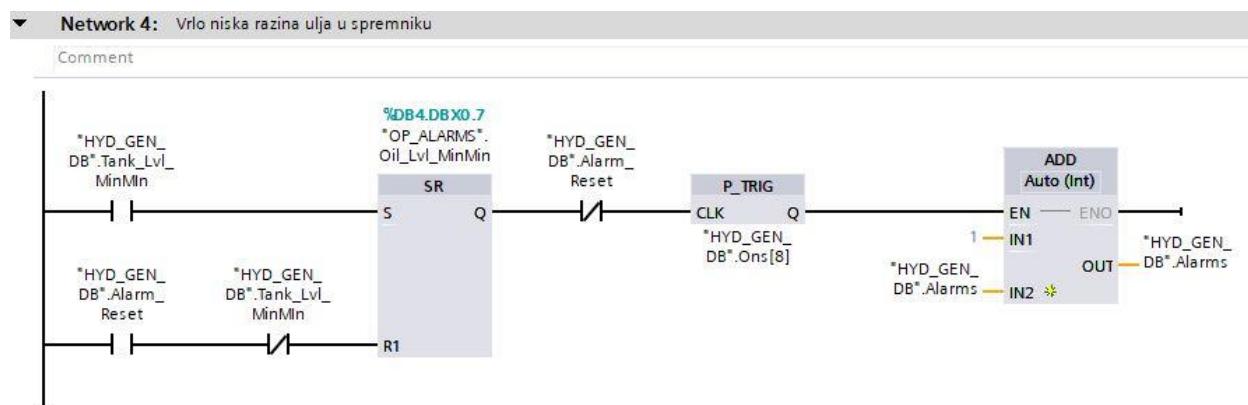 Network 4: Vrlo niska razina ulja u spremniku
Comment
"HYD_GEN_
DB".Tank_Lvl_
MinMIn
%DB4.DBX0.7
"OP_ALARMS".
Oil_Lvl_MinMin
SR
S
Q
"HYD_GEN_
DB".Alarm_
Reset
P_TRIG
CLK
Q
"HYD_GEN_
DB".Ons[8]
ADD
Auto (Int)
EN
ENO
1
IN1
"HYD_GEN_
DB".Alarms
IN2
OUT
"HYD_GEN_
DB".Alarms
"HYD_GEN_
DB".Alarm_
Reset
"HYD_GEN_
DB".Tank_Lvl_
MinMIn
R1